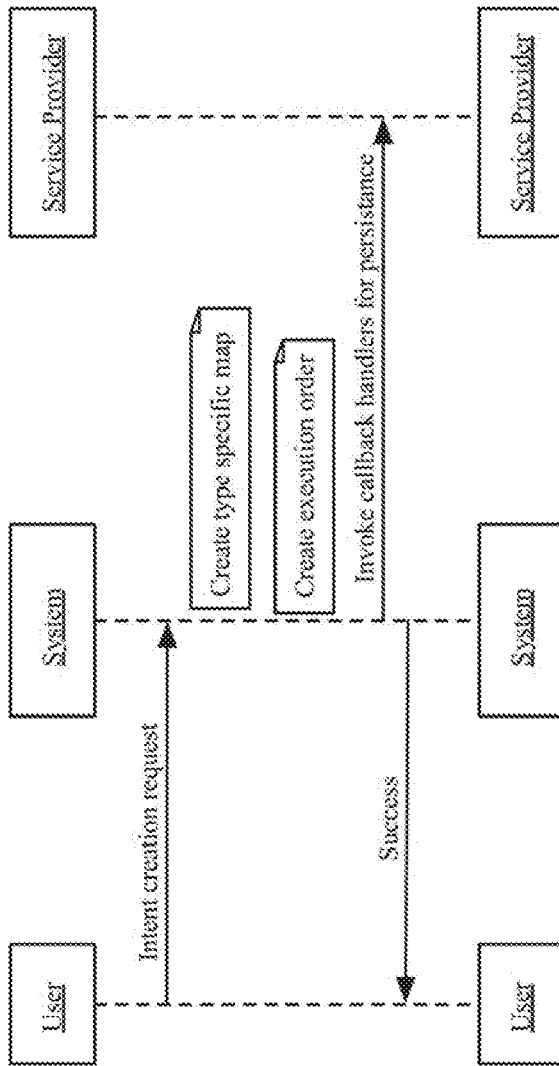 User
System
Service Provider
Intent creation request
Create type specific map
Create execution order
Invoke callback handlers for persistance
Success
User
System
Service Provider